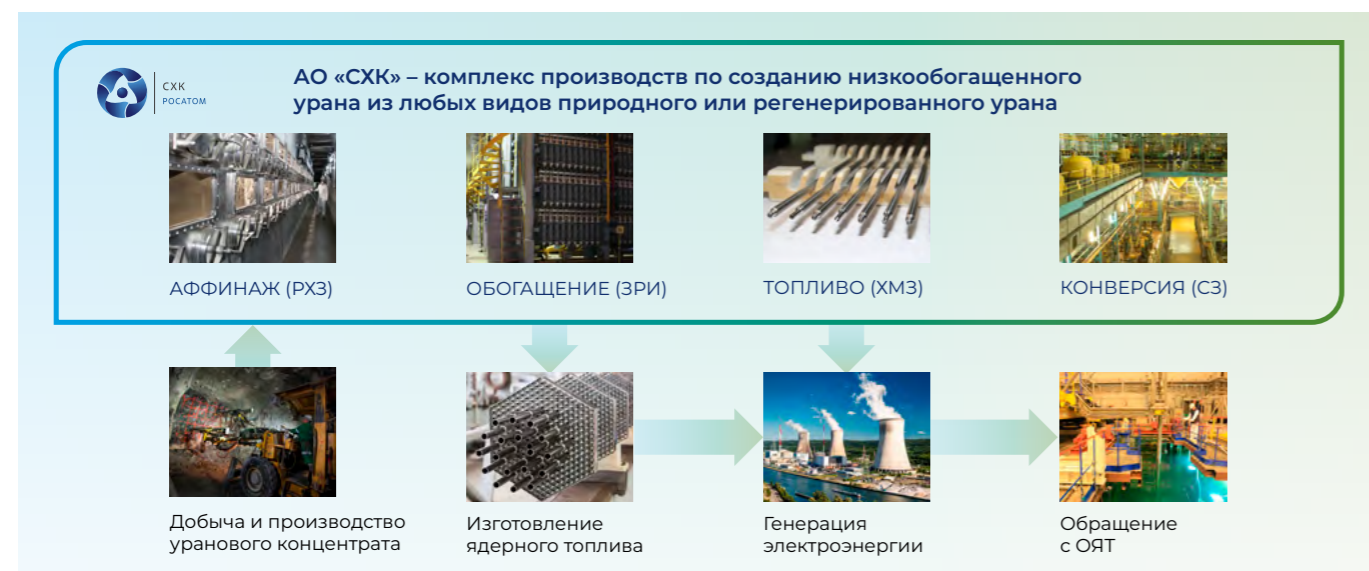 СХК
РОСАТОМ
АО «СХК» – комплекс производств по созданию низкообогащенного
урана из любых видов природного или регенерированного урана
АФФИНАЖ (РХЗ)
ОБОГАЩЕНИЕ (ЗРИ)
ТОПЛИВО (ХМЗ)
КОНВЕРСИЯ (СЗ)
Добыча и производство
уранового концентрата
Изготовление
ядерного топлива
Генерация
электроэнергии
Обращение
с ОЯТ